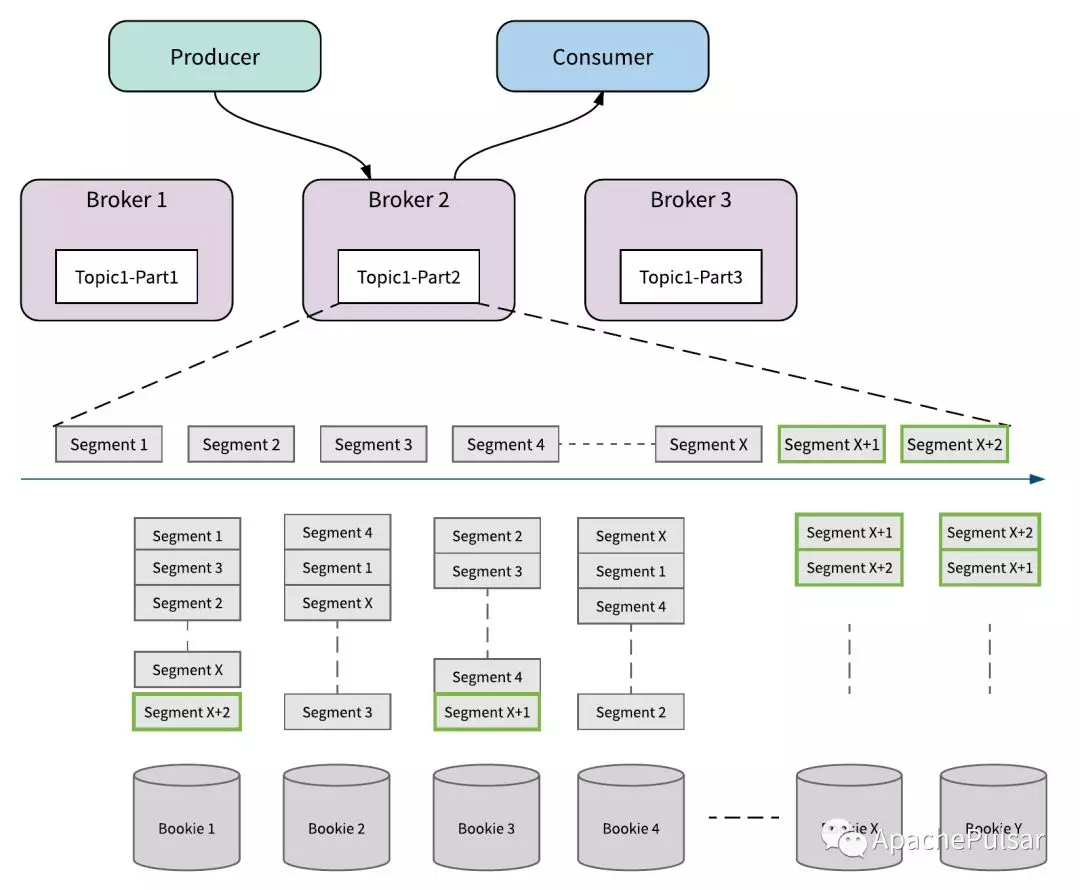 Producer
Consumer
Broker 1
Broker 2
Broker 3
Topic1-Part1
Topic1-Part2
Topic1-Part3
Segment 1
Segment 2
Segment 3
Segment 4
Segment X
Segment X+1
Segment X+2
Segment 1
Segment 3
Segment 2
Segment X
Segment X+2
Segment 4
Segment 1
Segment X
Segment 3
Segment 2
Segment 3
Segment 4
Segment X+1
Segment X
Segment 1
Segment 4
Segment 2
Segment X+1
Segment X+2
Segment X+2
Segment X+1
Bookie 1
Bookie 2
Bookie 3
Bookie 4
Bookie X
Bookie Y
ApachePulsar